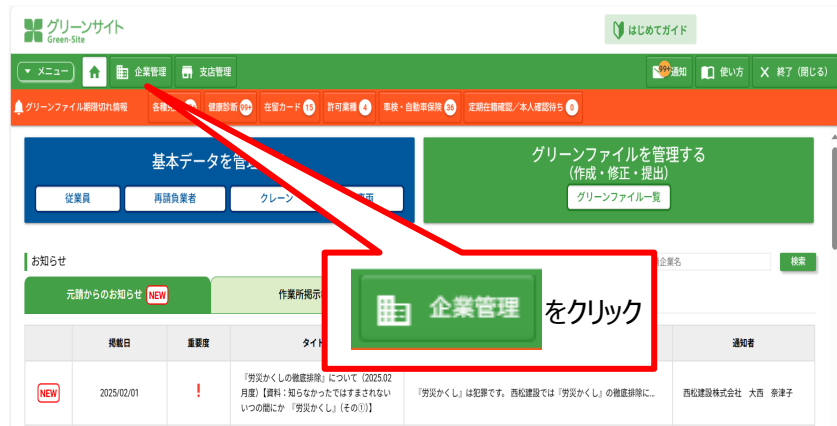 グリーンサイト
Green-Site
はじめてガイド
メニュー 企業管理 支店管理 99+ 通知 使い方 X 終了（閉じる）
グリーンファイル期限切れ情報 健康診断 99+ 在留カード 15 許可業種 4 車検・自動車保険 36 定期在籍確認／本人確認待ち 0
基本データを管
グリーンファイルを管理する
（作成・修正・提出）
従業員 再請負業者 クレーン グリーンファイル一覧
お知らせ 企業名 検索
元請からのお知らせ NEW 作業所掲示
企業管理 をクリック
掲載日 重要度 タイト 通知者
NEW 2025/02/01 ! 『労災かくしの徹底排除』について（2025.02
月度）【資料：知らなかったではすまされない
いつの間にか 『労災かくし』（その①）】
『労災かくし』は犯罪です。 西松建設では『労災かくし』の徹底排除に...
西松建設株式会社 大西 奈津子